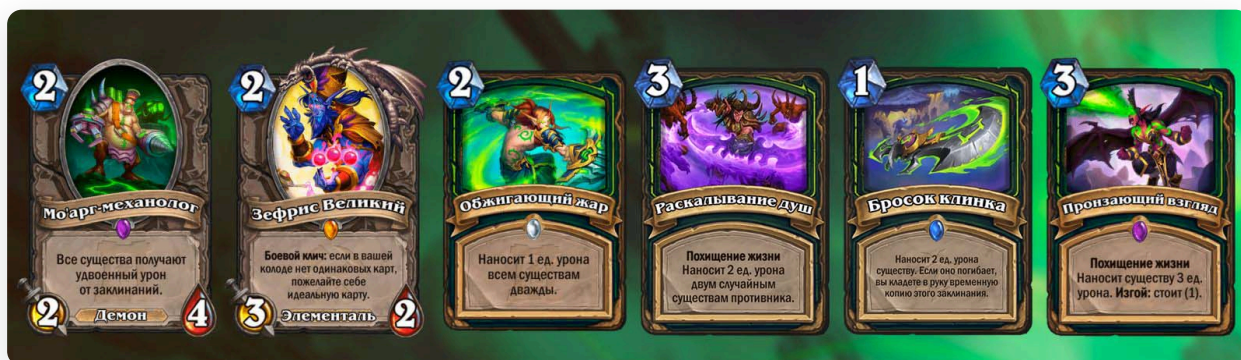 2
Мо'арг-механолог
Все существа получают
удвоенный урон
от заклинаний.
2
Демон
4
2
Зефрис Великий
Боевой клич: если в вашей
колоде нет одинаковых карт,
пожелайте себе
идеальную карту.
3
Элементаль
2
2
Обжигающий жар
Наносит 1 ед. урона
всем существам
дважды.
3
Раскалывание душ
Похищение жизни
Наносит 2 ед. урона
двум случайным
существам противника.
1
Бросок клинка
Наносит 2 ед. урона
существу. Если оно погибает,
вы кладете в руку временную
копию этого заклинания.
3
Пронзающий взгляд
Похищение жизни
Наносит существу 3 ед.
урона. Изгой: стоит (1).